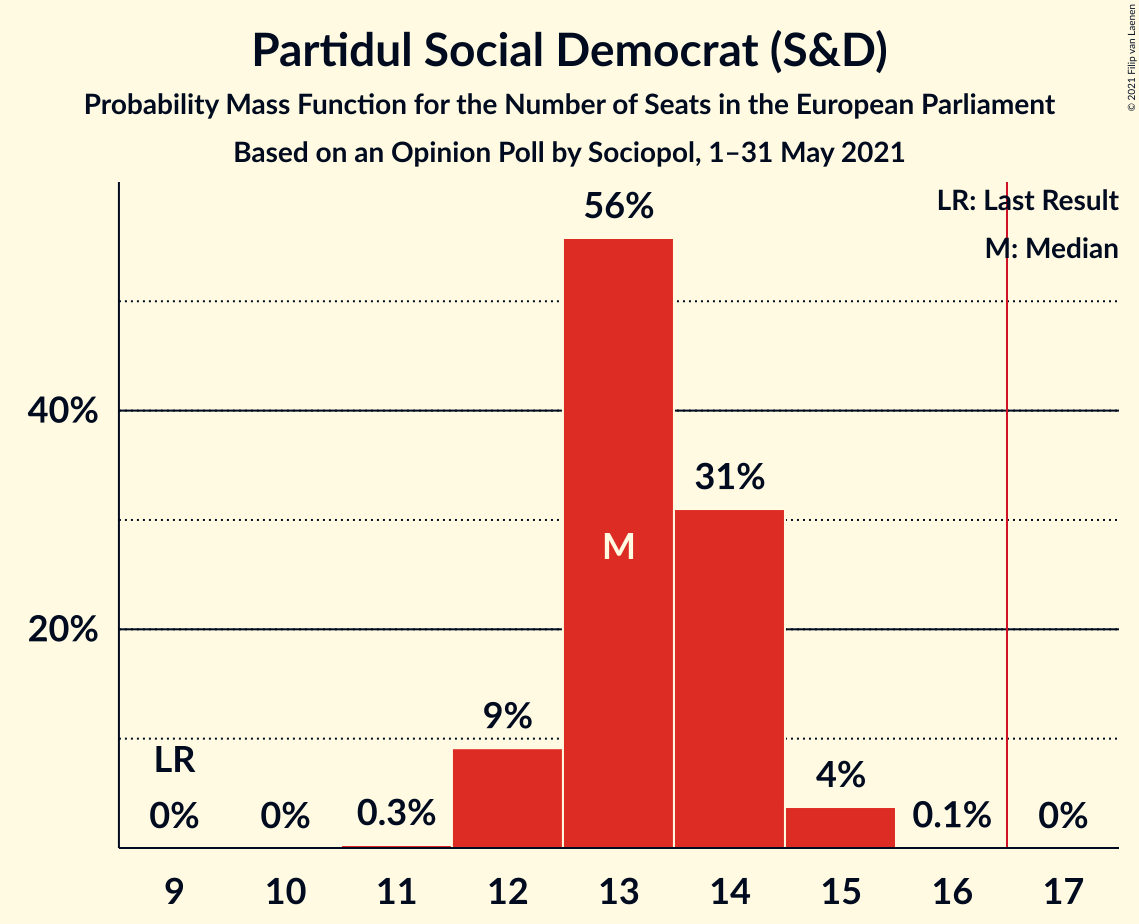 Partidul Social Democrat (S&D)
Probability Mass Function for the Number of Seats in the European Parliament
Based on an Opinion Poll by Sociopol, 1–31 May 2021
© 2021 Filip van Laenen
LR: Last Result
M: Median
56%
40%
31%
M
20%
9%
LR
4%
0%
0%
0.3%
0.1%
0%
9 10 11 12 13 14 15 16 17